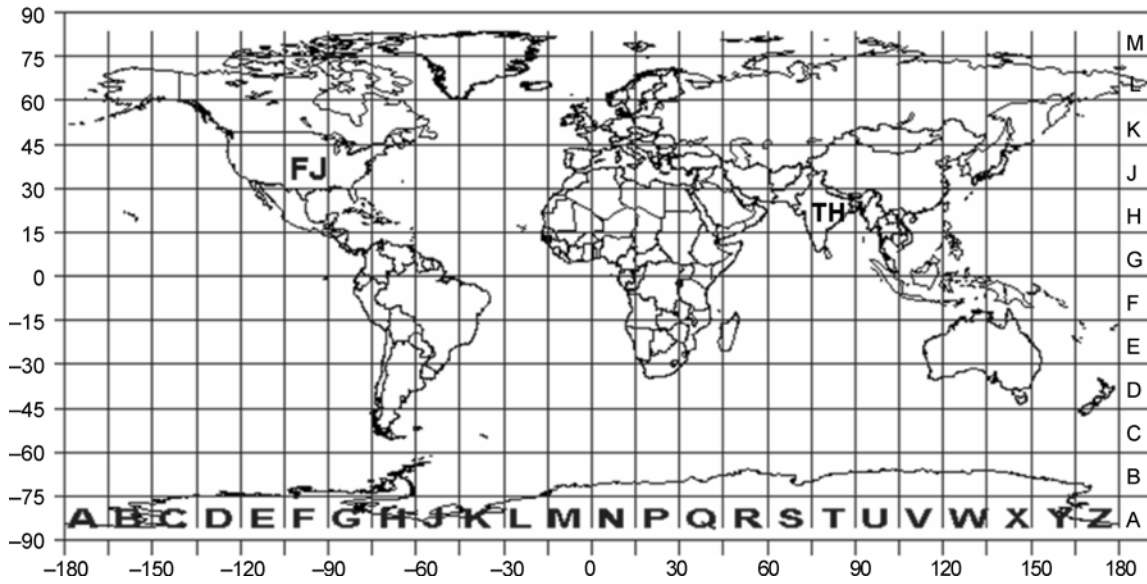 90
M
75
L
60
K
45
FJ
J
30
TH
H
15
G
0
F
–15
E
–30
D
–45
C
–60
B
–75
A B C D E F G H J K L M N P Q R S T U V W X Y Z
A
–90
–180 –150 –120 –90 –60 –30 0 30 60 90 120 150 180